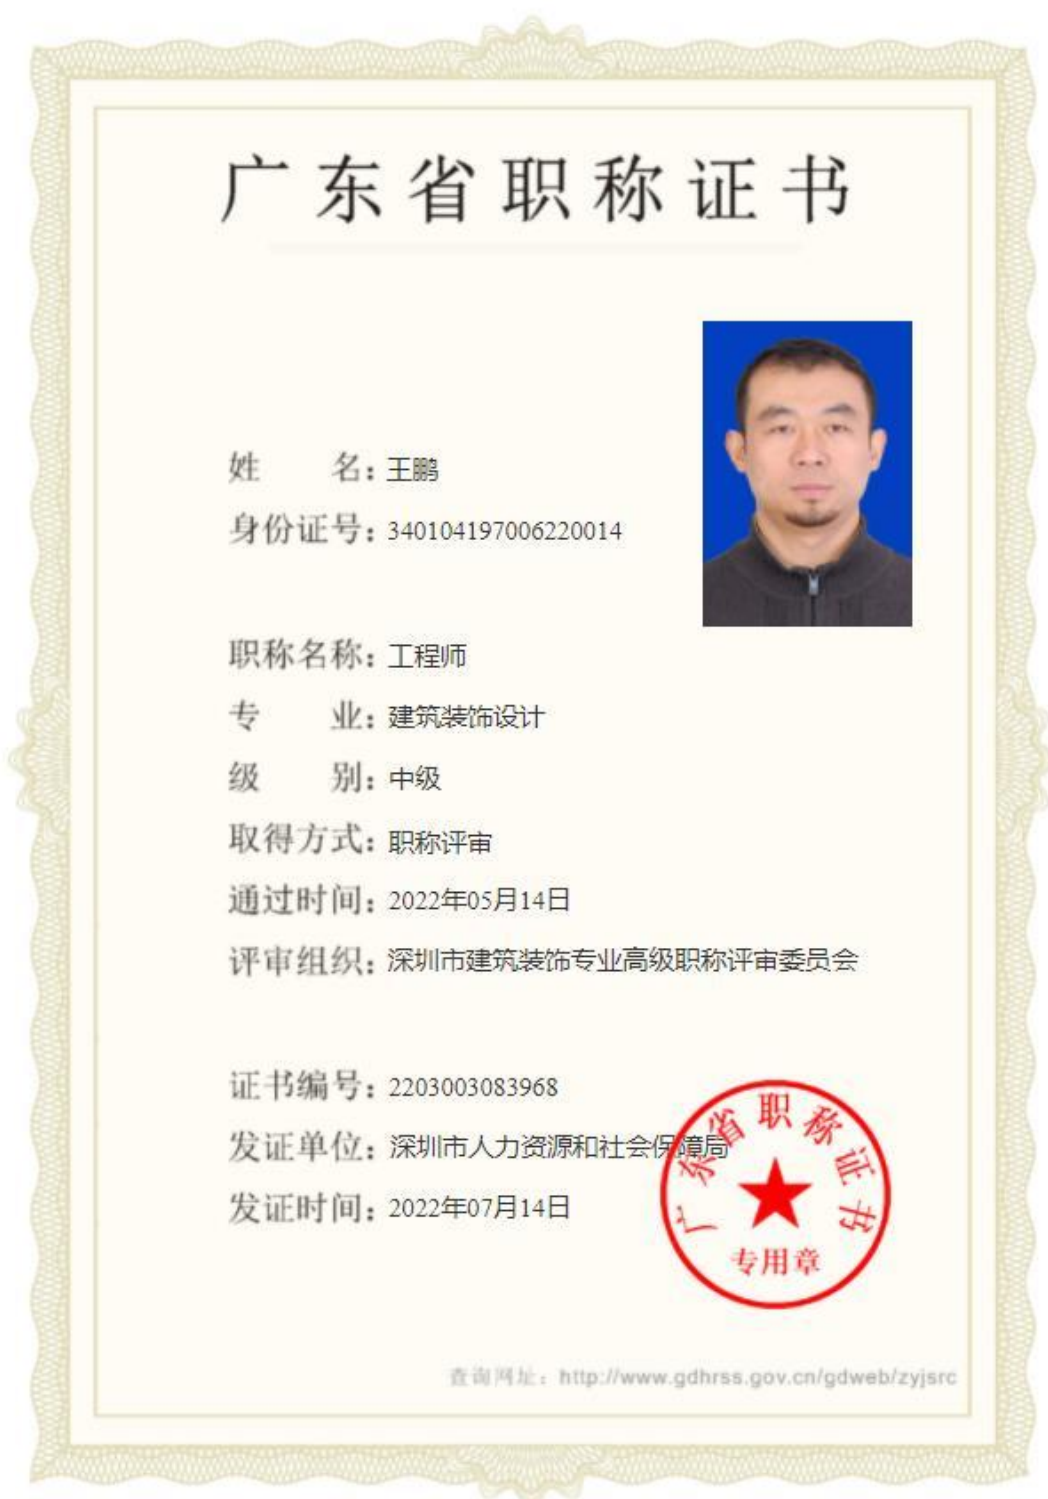 广东省职称证书
姓 名：王鹏
身份证号：340104197006220014
职称名称：工程师
专 业：建筑装饰设计
级 别：中级
取得方式：职称评审
通过时间：2022年05月14日
评审组织：深圳市建筑装饰专业高级职称评审委员会
证书编号：2203003083968
发证单位：深圳市人力资源和社会保障局
发证时间：2022年07月14日
广东省职称证书
专用章
查询网址：http://www.gdhrss.gov.cn/gdweb/zyjsrc